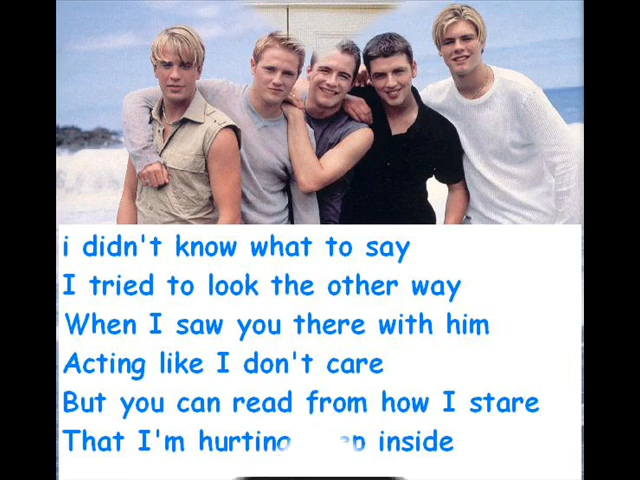 i didn't know what to say
I tried to look the other way
When I saw you there with him
Acting like I don't care
But you can read from how I stare
That I'm hurting inside